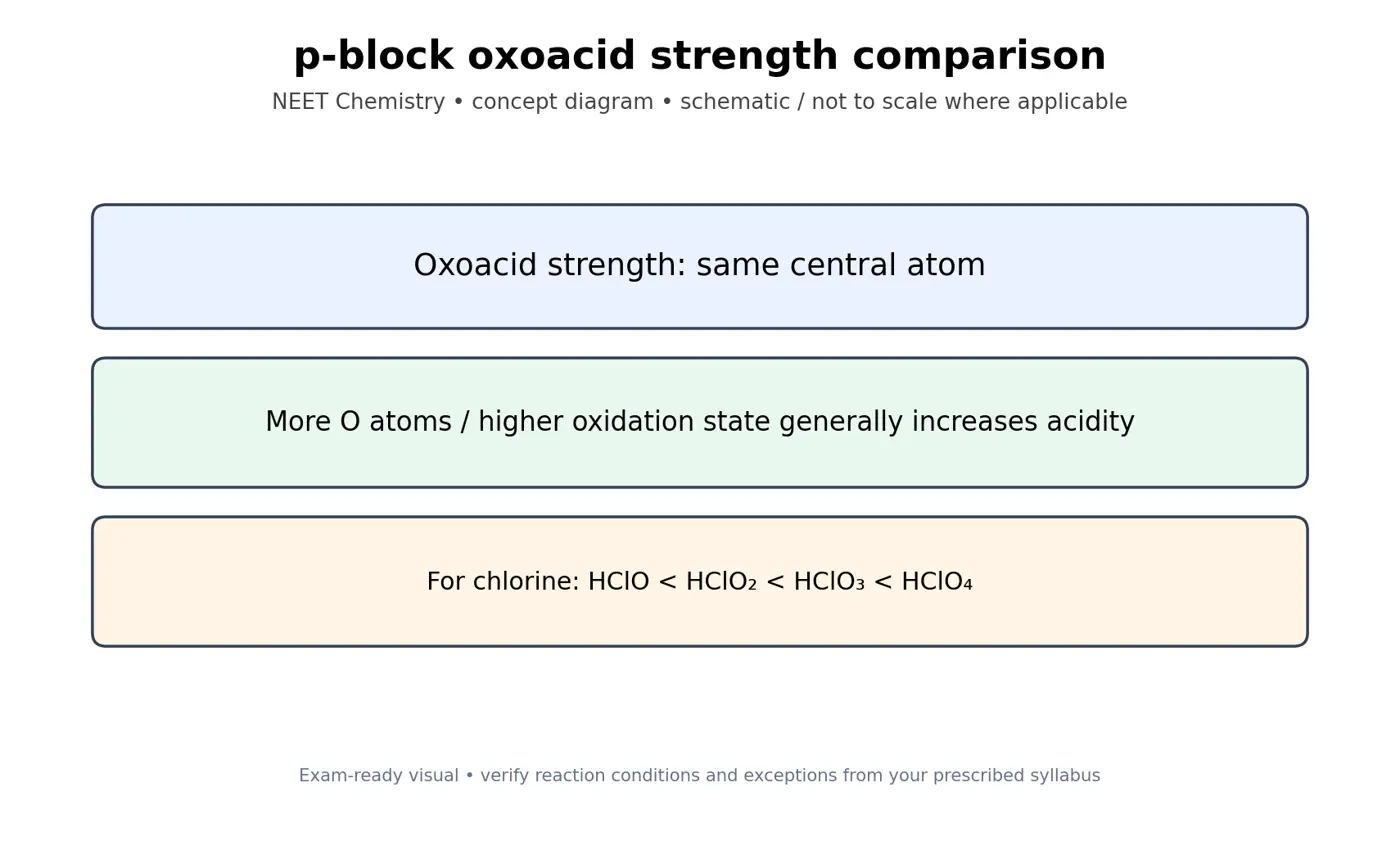 p-block oxoacid strength comparison
NEET Chemistry • concept diagram • schematic / not to scale where applicable
Oxoacid strength: same central atom
More O atoms / higher oxidation state generally increases acidity
For chlorine: HClO < HClO₂ < HClO₃ < HClO₄
Exam-ready visual • verify reaction conditions and exceptions from your prescribed syllabus